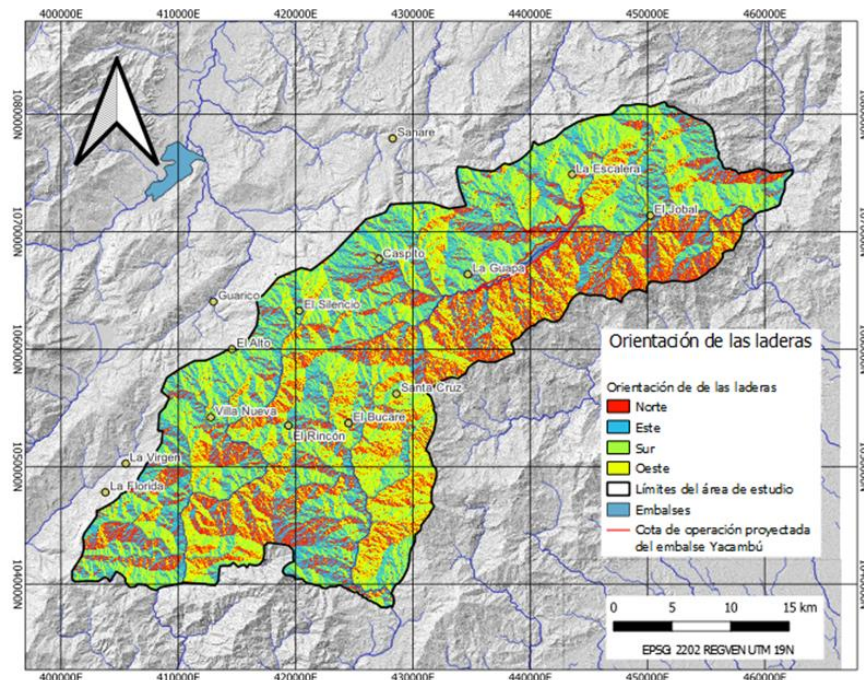 400000E 410000E 420000E 430000E 440000E 450000E 460000E
1080000N
Sanare
La Escalera
El Jobal
1070000N
Caspito
La Guapa
Guarico
El Silencio
1060000N
El Alto
Santa Cruz
Villa Nueva
El Bucare
El Rincón
La Virgen
1050000N
La Florida
1040000N
Orientación de las laderas
Orientación de de las laderas
Norte
Este
Sur
Oeste
Límites del área de estudio
Embalses
Cota de operación proyectada
del embalse Yacambú
0 5 10 15 km
EPSG 2202 REGVEN UTM 19N
400000E 410000E 420000E 430000E 440000E 450000E 460000E